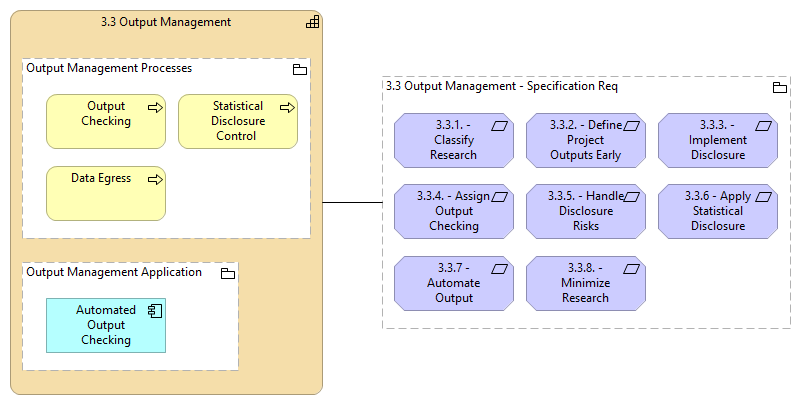 3.3 Output Management
Output Management Processes
Output
Checking
Statistical
Disclosure
Control
Data Egress
Output Management Application
Automated
Output
Checking
3.3 Output Management - Specification Req
3.3.1. -
Classify
Research
3.3.2. - Define
Project
Outputs Early
3.3.3. -
Implement
Disclosure
3.3.4. - Assign
Output
Checking
3.3.5. - Handle
Disclosure
Risks
3.3.6 - Apply
Statistical
Disclosure
3.3.7 -
Automate
Output
3.3.8. -
Minimize
Research